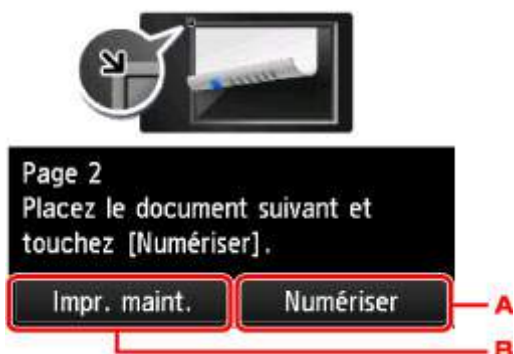 Page 2
Placez le document suivant et
touchez [Numériser].
Impr. maint.
Numériser
A
B